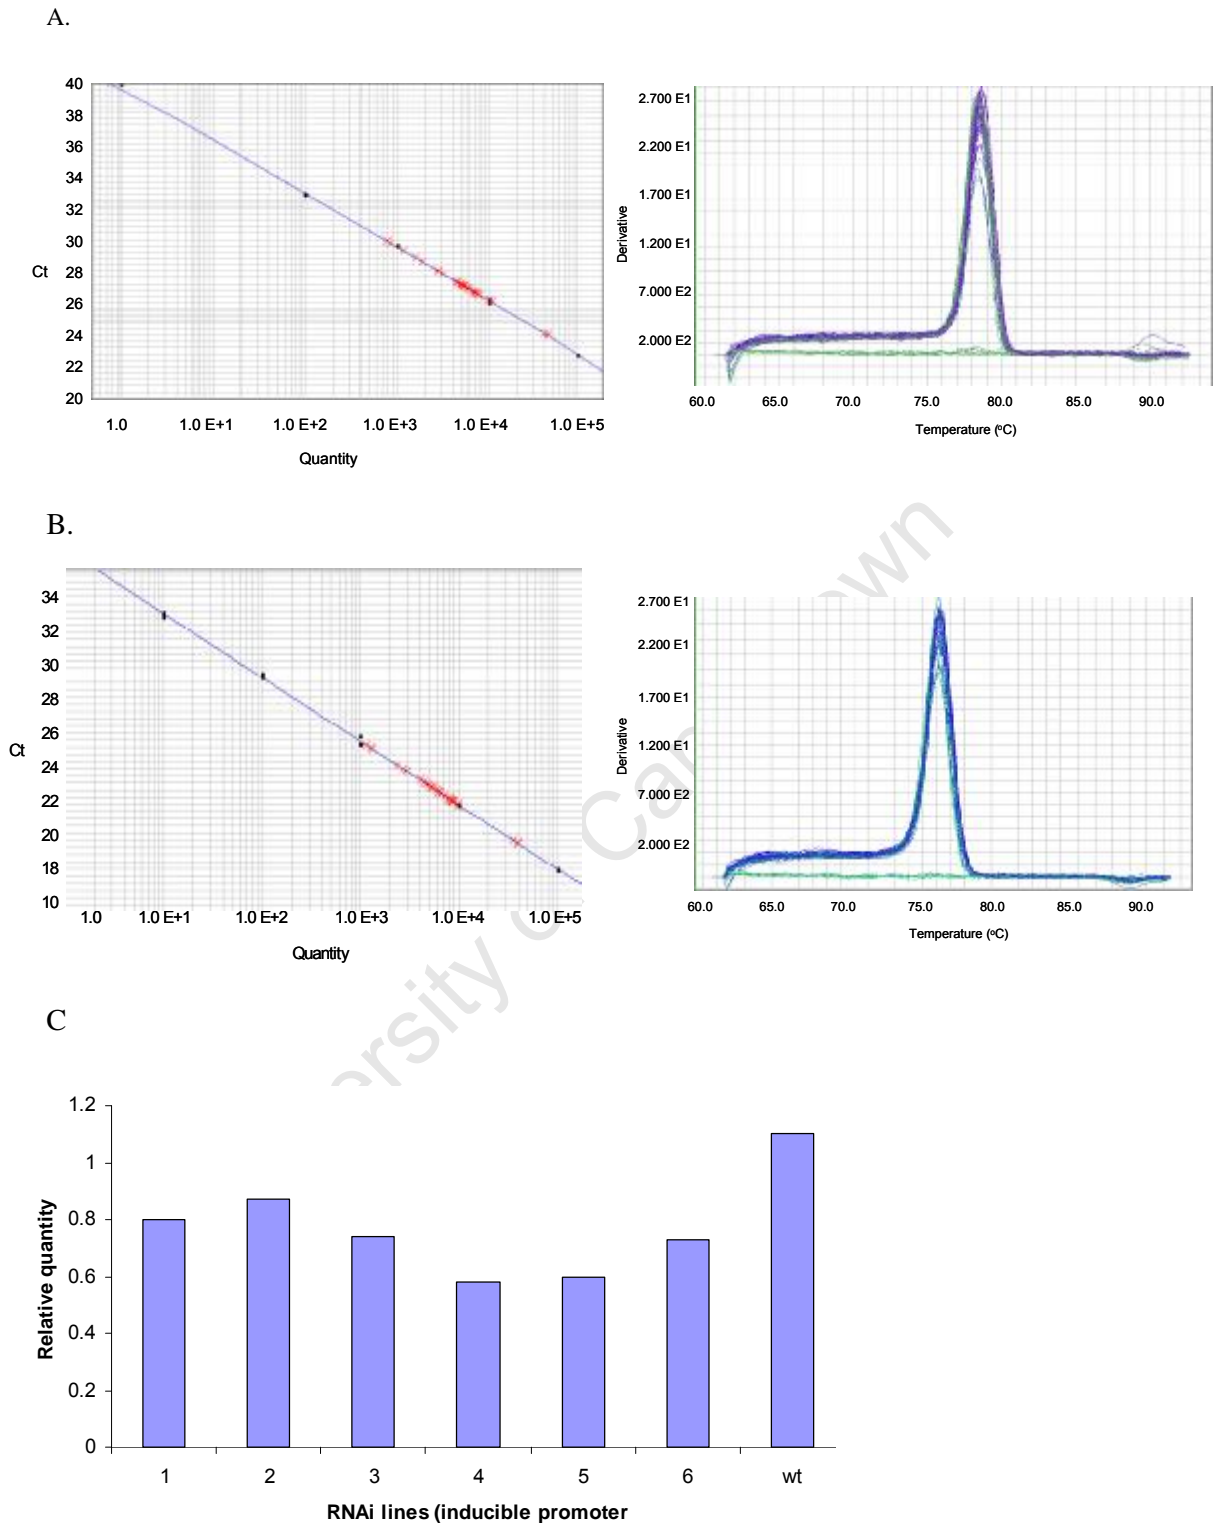 A.
40
38
36
34
32
30
28
26
24
22
20
Ct
1.0 1.0 E+1 1.0 E+2 1.0 E+3 1.0 E+4 1.0 E+5
Quantity
2.700 E1
2.200 E1
1.700 E1
1.200 E1
7.000 E2
2.000 E2
Derivative
60.0 65.0 70.0 75.0 80.0 85.0 90.0
Temperature (ºC)
B.
34
32
30
28
26
24
22
20
18
10
Ct
1.0 1.0 E+1 1.0 E+2 1.0 E+3 1.0 E+4 1.0 E+5
Quantity
2.700 E1
2.200 E1
1.700 E1
1.200 E1
7.000 E2
2.000 E2
Derivative
60.0 65.0 70.0 75.0 80.0 85.0 90.0
Temperature (ºC)
C
1.2
1
0.8
0.6
0.4
0.2
0
Relative quantity
1 2 3 4 5 6 wt
RNAi lines (inducible promoter